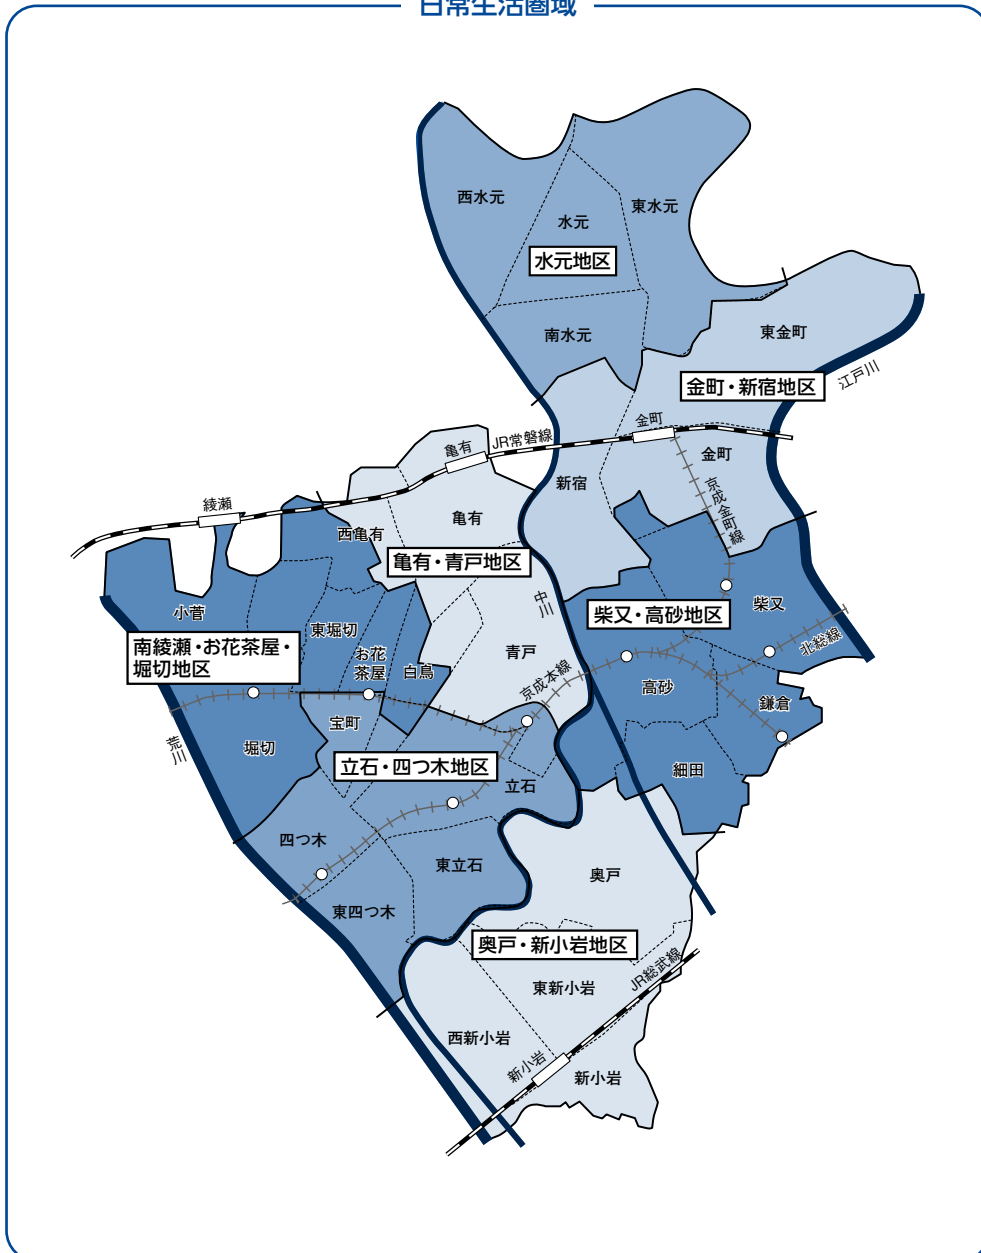 日常生活圏域
西水元
水元
東水元
水元地区
南水元
東金町
金町・新宿地区
江戸川
金町
JR常磐線
亀有
金町
新宿
京成金町線
綾瀬
亀有
西亀有
亀有・青戸地区
中川
柴又・高砂地区
柴又
北総線
小菅
東堀切
南綾瀬・お花茶屋・
堀切地区
お花
茶屋
白鳥
青戸
京成本線
高砂
鎌倉
宝町
荒川
堀切
立石・四つ木地区
細田
立石
四つ木
東立石
奥戸
東四つ木
奥戸・新小岩地区
JR総武線
東新小岩
西新小岩
新小岩
新小岩